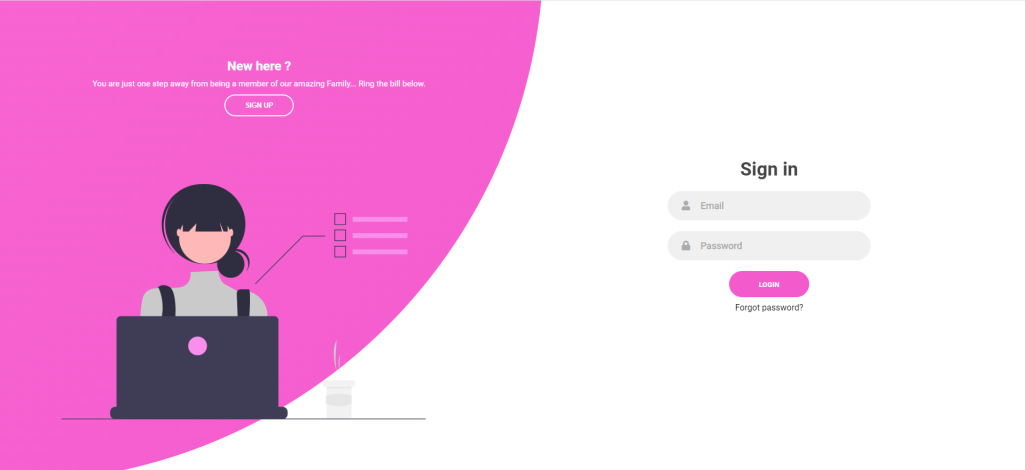 New here ?
You are just one step away from being a member of our amazing Family... Ring the bill below.
SIGN UP
Sign in
Email
Password
LOGIN
Forgot password?